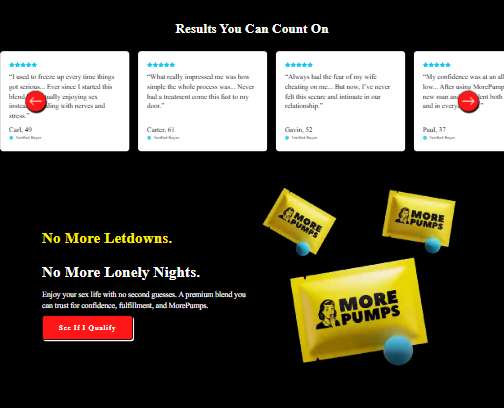 Results You Can Count On
“I used to freeze up every time things
got serious... Ever since I started this
blend, actually enjoying sex
instead dealing with nerves and
stress.”
Carl, 49
Verified Buyer
“What really impressed me was how
simple the whole process was... Never
had a treatment come this fast to my
door.”
Carter, 61
Verified Buyer
“Always had the fear of my wife
cheating on me... But now, I’ve never
felt this secure and intimate in our
relationship.”
Gavin, 52
Verified Buyer
“My confidence was at an all
low... After using MorePump
new man both
and in every
Paul, 37
Verified Buyer
No More Letdowns.
No More Lonely Nights.
Enjoy your sex life with no second guesses. A premium blend you
can trust for confidence, fulfillment, and MorePumps.
See If I Qualify
MORE
PUMPS
MORE
PUMPS
MORE
PUMPS